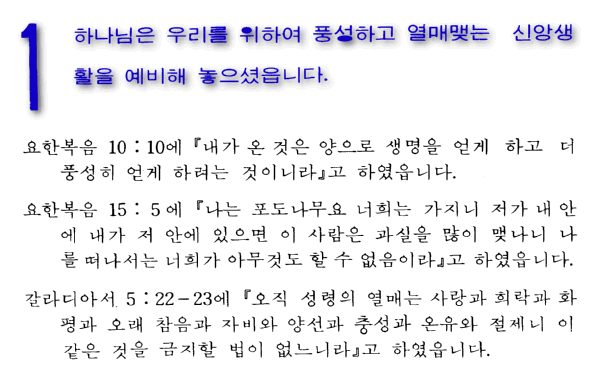 1
하나님은 우리를 위하여 풍성하고 열매맺는 신앙생
활을 예비해 놓으셨읍니다.
요한복음 10：10에 『내가 온 것은 양으로 생명을 얻게 하고 더
풍성히 얻게 하려는 것이니라』고 하였읍니다.
요한복음 15：5에 『나는 포도나무요 너희는 가지니 저가 내 안
에 내가 저 안에 있으면 이 사람은 과실을 많이 맺나니 나
를 떠나서는 너희가 아무것도 할 수 없음이라』고 하였읍니다.
갈라디아서 5：22－23에 『오직 성령의 열매는 사랑과 희락과 화
평과 오래 참음과 자비와 양선과 충성과 온유와 절제니 이
같은 것을 금지할 법이 없느니라』고 하였읍니다.